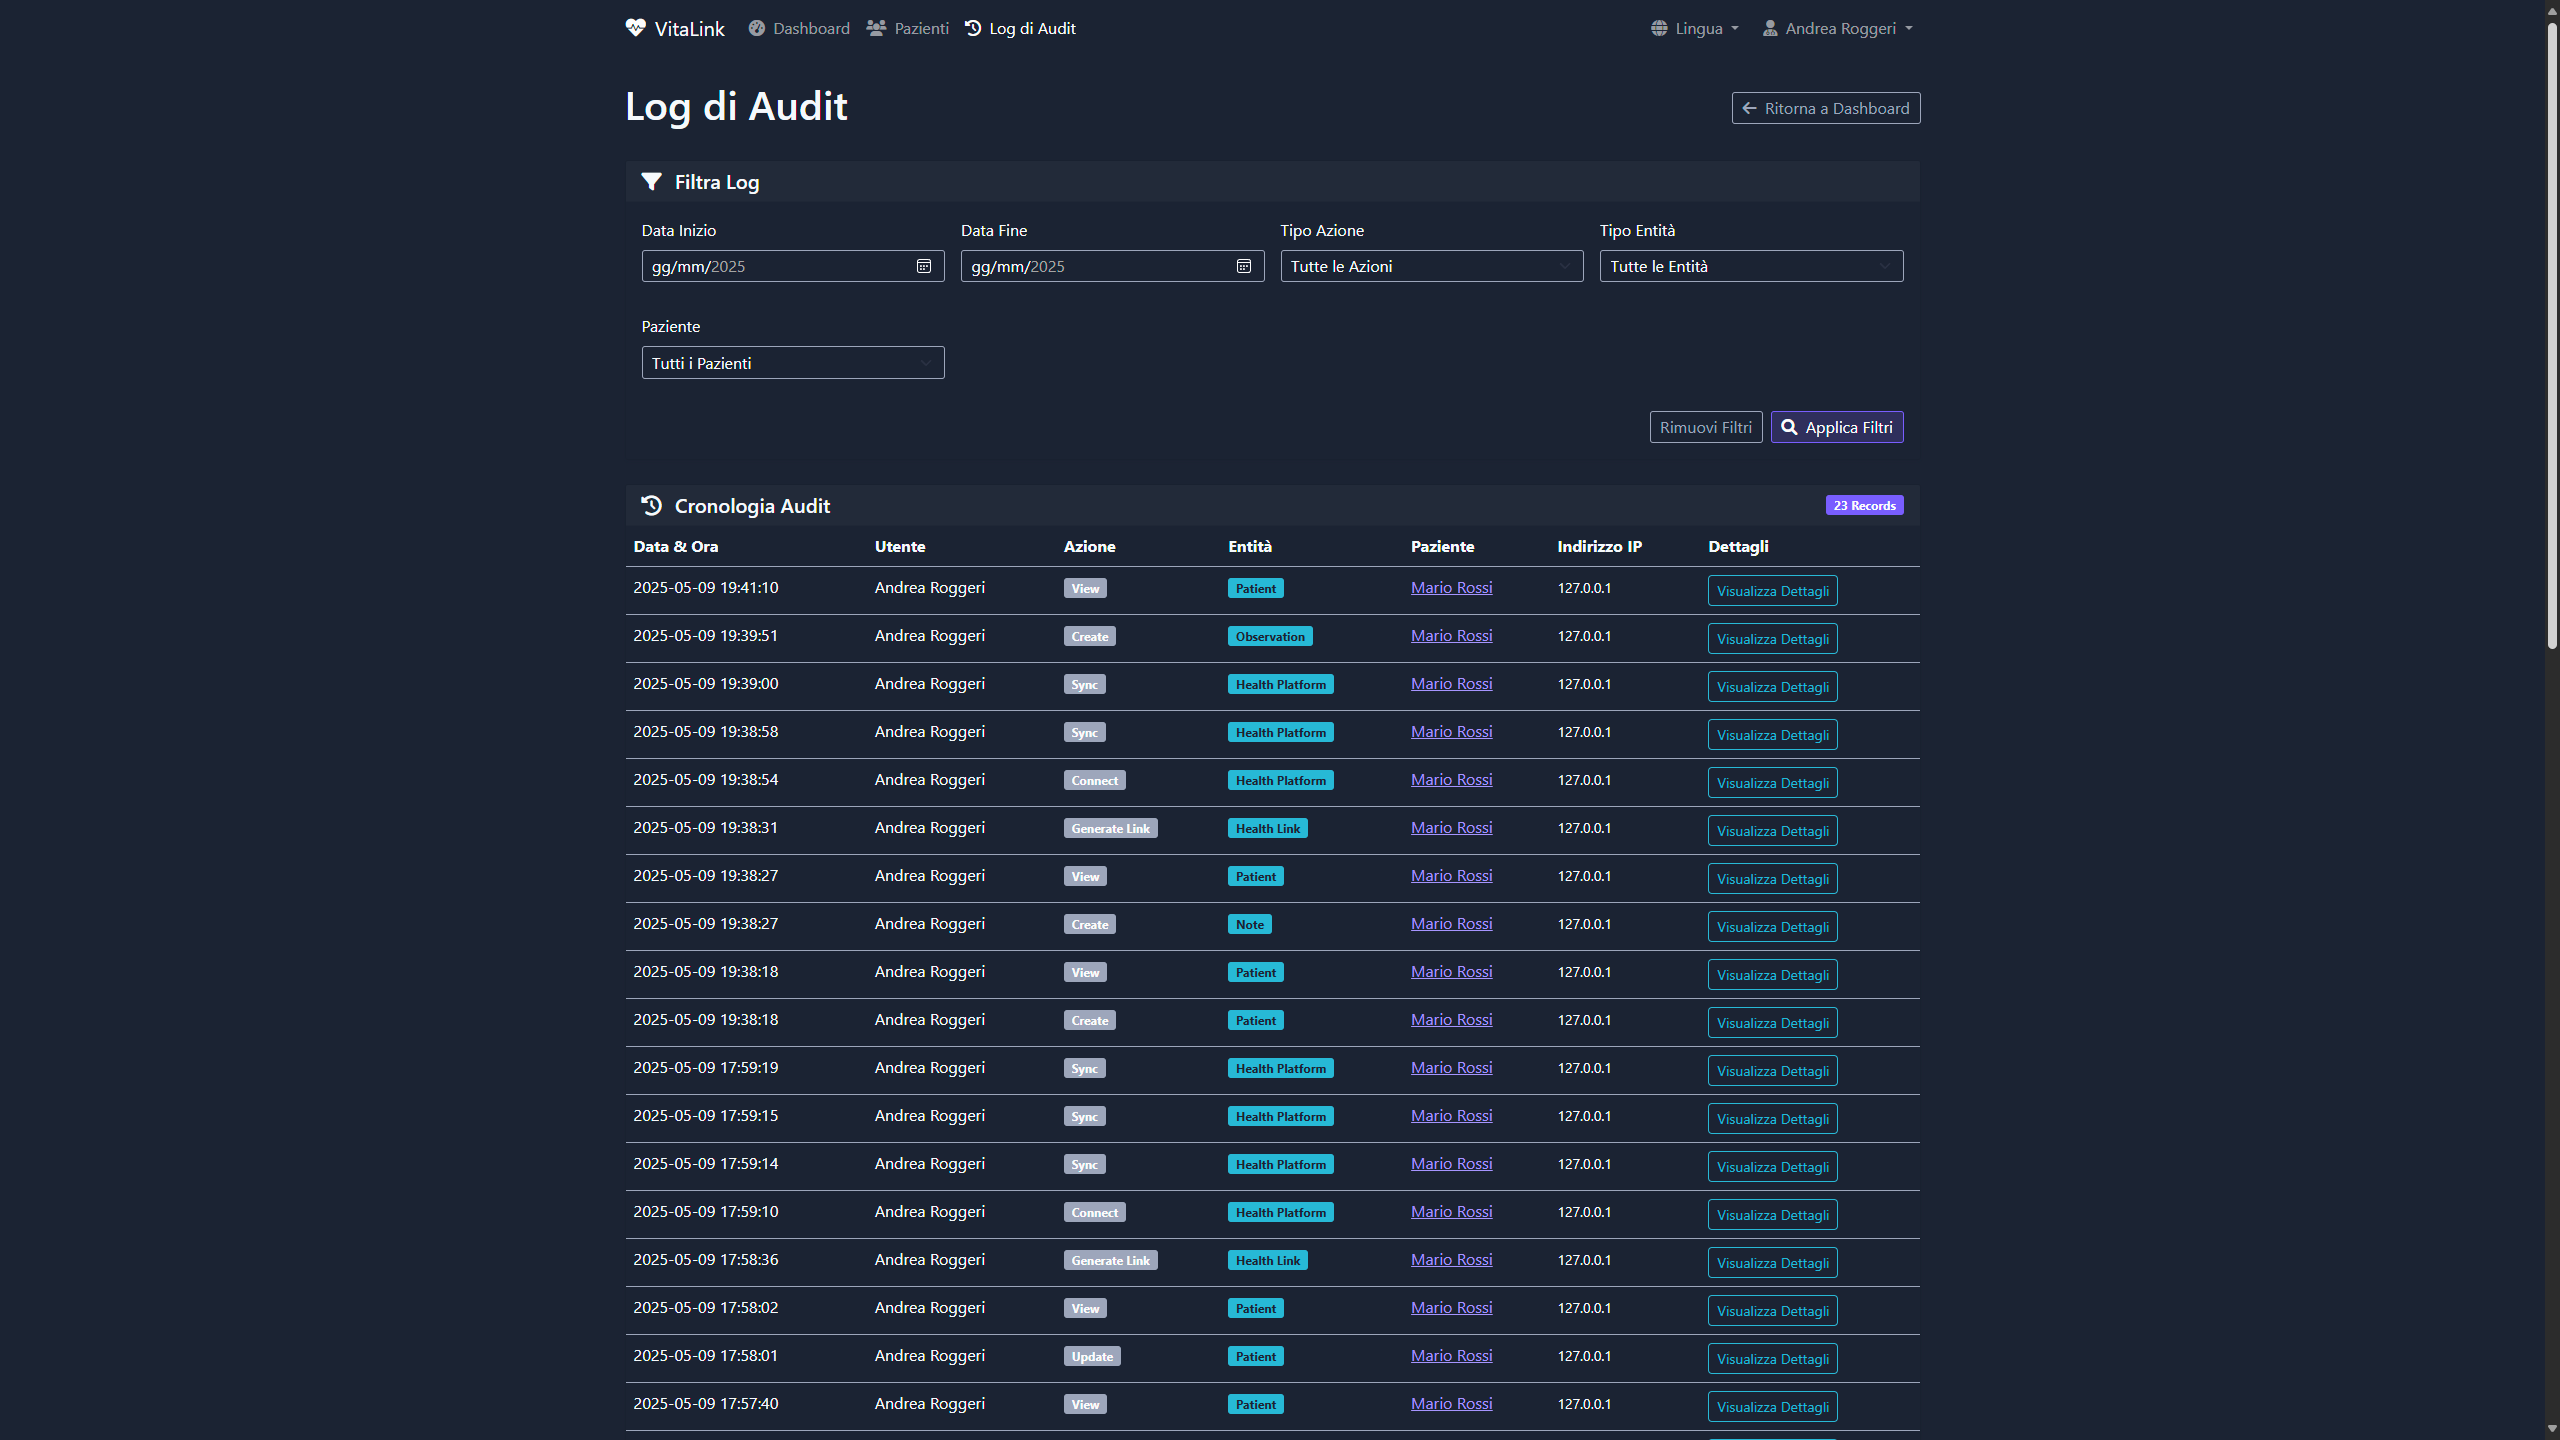 VitaLink Dashboard Pazienti Log di Audit Lingua Andrea Roggeri
Log di Audit
Ritorna a Dashboard
Filtra Log
Data Inizio Data Fine Tipo Azione Tipo Entità
gg/mm/2025 gg/mm/2025 Tutte le Azioni Tutte le Entità
Paziente
Tutti i Pazienti
Rimuovi Filtri Applica Filtri
Cronologia Audit 23 Records
Data & Ora Utente Azione Entità Paziente Indirizzo IP Dettagli
2025-05-09 19:41:10 Andrea Roggeri View Patient Mario Rossi 127.0.0.1 Visualizza Dettagli
2025-05-09 19:39:51 Andrea Roggeri Create Observation Mario Rossi 127.0.0.1 Visualizza Dettagli
2025-05-09 19:39:00 Andrea Roggeri Sync Health Platform Mario Rossi 127.0.0.1 Visualizza Dettagli
2025-05-09 19:38:58 Andrea Roggeri Sync Health Platform Mario Rossi 127.0.0.1 Visualizza Dettagli
2025-05-09 19:38:54 Andrea Roggeri Connect Health Platform Mario Rossi 127.0.0.1 Visualizza Dettagli
2025-05-09 19:38:31 Andrea Roggeri Generate Link Health Link Mario Rossi 127.0.0.1 Visualizza Dettagli
2025-05-09 19:38:27 Andrea Roggeri View Patient Mario Rossi 127.0.0.1 Visualizza Dettagli
2025-05-09 19:38:27 Andrea Roggeri Create Note Mario Rossi 127.0.0.1 Visualizza Dettagli
2025-05-09 19:38:18 Andrea Roggeri View Patient Mario Rossi 127.0.0.1 Visualizza Dettagli
2025-05-09 19:38:18 Andrea Roggeri Create Patient Mario Rossi 127.0.0.1 Visualizza Dettagli
2025-05-09 17:59:19 Andrea Roggeri Sync Health Platform Mario Rossi 127.0.0.1 Visualizza Dettagli
2025-05-09 17:59:15 Andrea Roggeri Sync Health Platform Mario Rossi 127.0.0.1 Visualizza Dettagli
2025-05-09 17:59:14 Andrea Roggeri Sync Health Platform Mario Rossi 127.0.0.1 Visualizza Dettagli
2025-05-09 17:59:10 Andrea Roggeri Connect Health Platform Mario Rossi 127.0.0.1 Visualizza Dettagli
2025-05-09 17:58:36 Andrea Roggeri Generate Link Health Link Mario Rossi 127.0.0.1 Visualizza Dettagli
2025-05-09 17:58:02 Andrea Roggeri View Patient Mario Rossi 127.0.0.1 Visualizza Dettagli
2025-05-09 17:58:01 Andrea Roggeri Update Patient Mario Rossi 127.0.0.1 Visualizza Dettagli
2025-05-09 17:57:40 Andrea Roggeri View Patient Mario Rossi 127.0.0.1 Visualizza Dettagli